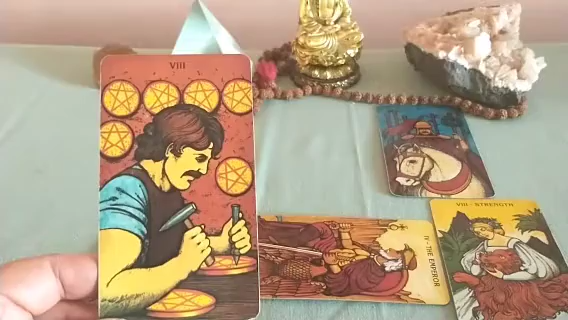 VIII
IV - THE EMPEROR
VIII - STRENGTH